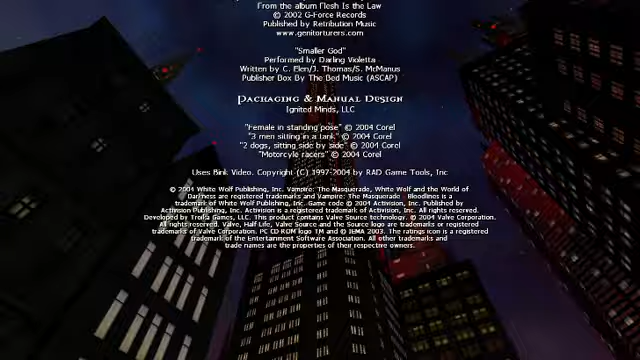 From the album Flesh Is the Law
© 2002 G-Force Records
Published by Retribution Music
www.genitorturers.com
"Smaller God"
Performed by Darling Violetta
Written by C. Elen/J. Thomas/S. McManus
Publisher Box By The Bed Music (ASCAP)
Packaging & Manual Design
Ignited Minds, LLC
"Female in standing pose" © 2004 Corel
"3 men sitting in a tank" © 2004 Corel
"2 dogs, sitting side by side" © 2004 Corel
"Motorcyle racers" © 2004 Corel
Uses Bink Video. Copyright (C) 1997-2004 by RAD Game Tools, Inc
© 2004 White Wolf Publishing, Inc. Vampire: The Masquerade, White Wolf and the World of
Darkness are registered trademarks and Vampire: The Masquerade - Bloodlines is a
trademark of White Wolf Publishing, Inc. Game code © 2004 Activision, Inc. Published by
Activision Publishing, Inc. Activision is a registered trademark of Activision, Inc. All rights reserved.
Developed by Troika Games, LLC. This product contains Valve Source technology. © 2004 Valve Corporation.
All rights reserved. Valve, Half Life, Valve Source and the Source logo are trademarks or registered
trademarks of Valve Corporation. PC CD ROM logo TM and © IEMA 2003. The ratings icon is a registered
trademark of the Entertainment Software Association. All other trademarks and
trade names are the properties of their respective owners.